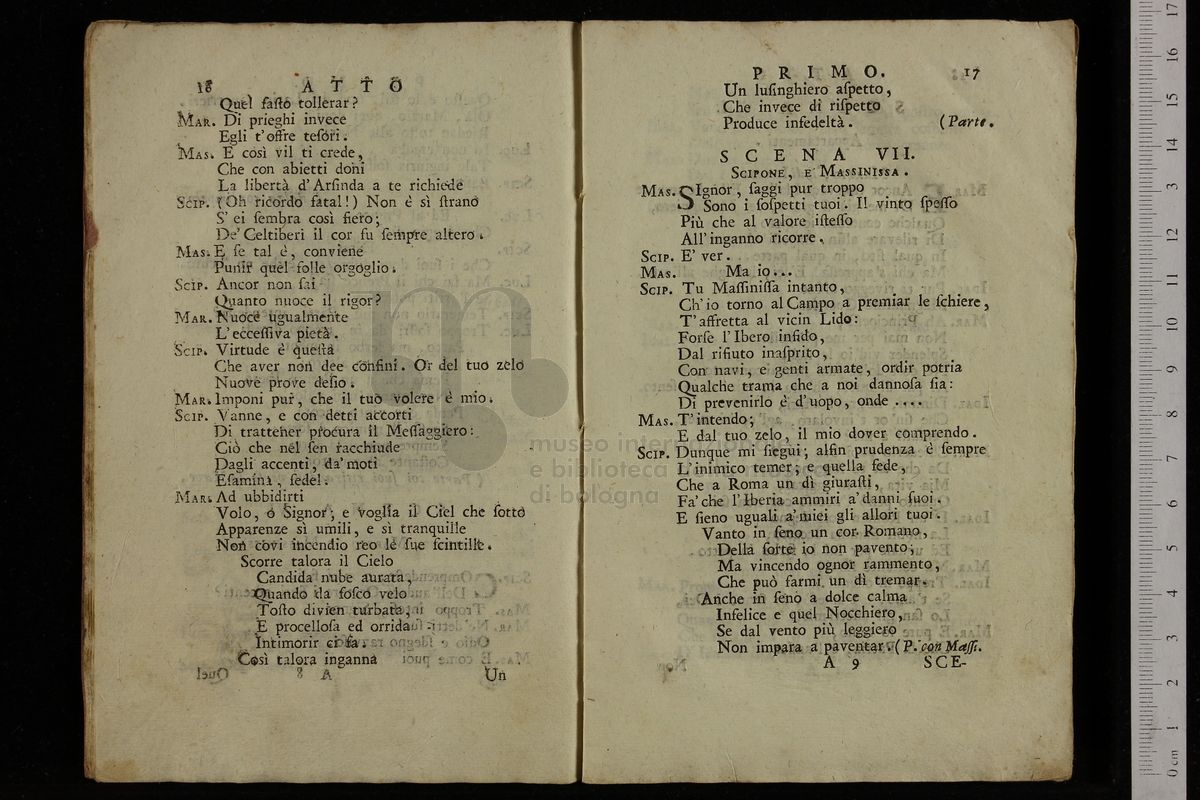 16 ATTO
Quel faſto tollerar?
MAR. Di prieghi invece
Egli t'offre teſori.
MAS. E così vil ti crede,
Che con abietti doni
La libertà d'Arſinda a te richiede
SCIP. (Oh ricordo fatal!) Non è sì ſtrano
S'ei ſembra così fiero;
De' Celtiberi il cor fu ſempre altero.
MAS. E ſe tal è, conviene
Punir quel folle orgoglio.
SCIP. Ancor non ſai
Quanto nuoce il rigor?
MAR. Nuoce ugualmente
L'ecceſſiva pietà.
SCIP. Virtude è queſta
Che aver non dee confini. Or del tuo zelo
Nuove prove deſio.
MAR. Imponi pur, che il tuo volere è mio.
SCIP. Vanne, e con detti accorti
Di trattener procura il Meſſaggiero:
Ciò che nel ſen racchiude
Dagli accenti, da' moti
Eſamina, fedel.
MAR. Ad ubbidirti
Volo, o Signor; e voglia il Ciel che ſotto
Apparenze sì umili, e sì tranquille
Non covi incendio reo le ſue ſcintille.
Scorre talora il Cielo
Candida nube aurata,
Quando da foſco velo
Toſto divien turbata,
E procelloſa ed orrida
Intimorir ci fa.
Così talora inganna
A 8 Un
PRIMO. 17
Un luſinghiero aſpetto,
Che invece di riſpetto
Produce infedeltà. (Parte.
SCENA VII.
SCIPONE, E MASSINISSA.
MAS. SIgnor, ſaggi pur troppo
Sono i ſoſpetti tuoi. Il vinto ſpeſſo
Più che al valore iſteſſo
All'inganno ricorre.
SCIP. E' ver.
MAS. Ma io...
SCIP. Tu Maſſiniſſa intanto,
Ch'io torno al Campo a premiar le ſchiere,
T'affretta al vicin Lido:
Forſe l'Ibero infido,
Dal rifiuto inaſprito,
Con navi, e genti armate, ordir potria
Qualche trama che a noi dannoſa ſia:
Di prevenirlo è d'uopo, onde ....
MAS. T'intendo;
E dal tuo zelo, il mio dover comprendo.
SCIP. Dunque mi ſiegui; alfin prudenza è ſempre
L'inimico temer; e quella fede,
Che a Roma un dì giuraſti,
Fa' che l'Iberia ammiri a' danni ſuoi.
E ſieno uguali a' miei gli allori tuoi.
Vanto in ſeno un cor Romano,
Della ſorte io non pavento,
Ma vincendo ognor rammento,
Che può farmi un dì tremar.
Anche in ſeno a dolce calma
Infelice e quel Nocchiero,
Se dal vento più leggiero
Non impara a paventar. (P. con Maſſ.
A 9 SCE-
museo internazionale
e biblioteca della musica
di bologna